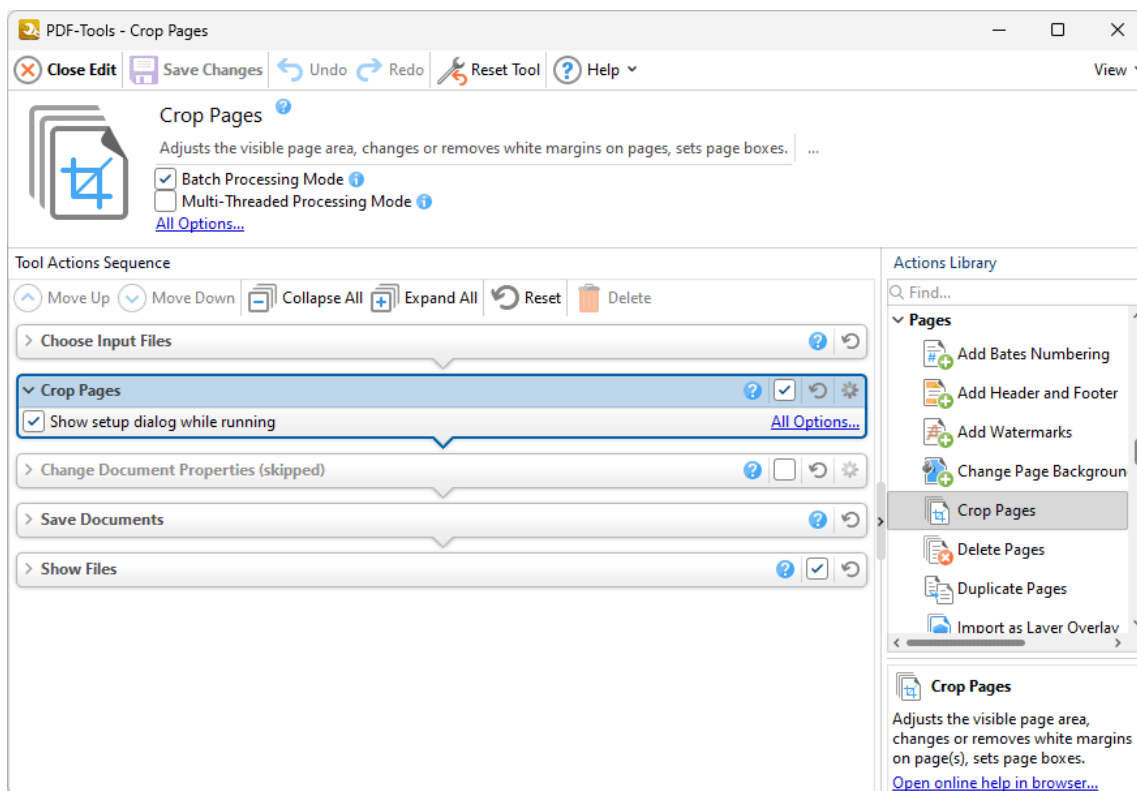 PDF-Tools - Crop Pages
Close Edit Save Changes Undo Redo Reset Tool ? Help View
Crop Pages ?
Adjusts the visible page area, changes or removes white margins on pages, sets page boxes. ...
Batch Processing Mode i
Multi-Threaded Processing Mode i
All Options...
Tool Actions Sequence
Move Up Move Down Collapse All Expand All Reset Delete
Choose Input Files ?
Crop Pages ?
Show setup dialog while running All Options...
Change Document Properties (skipped) ?
Save Documents ?
Show Files ?
Actions Library
Find...
Pages
# Add Bates Numbering
Add Header and Footer
Add Watermarks
Change Page Backgroun
Crop Pages
Delete Pages
Duplicate Pages
Import as Layer Overlay
Crop Pages
Adjusts the visible page area,
changes or removes white margins
on page(s), sets page boxes.
Open online help in browser...